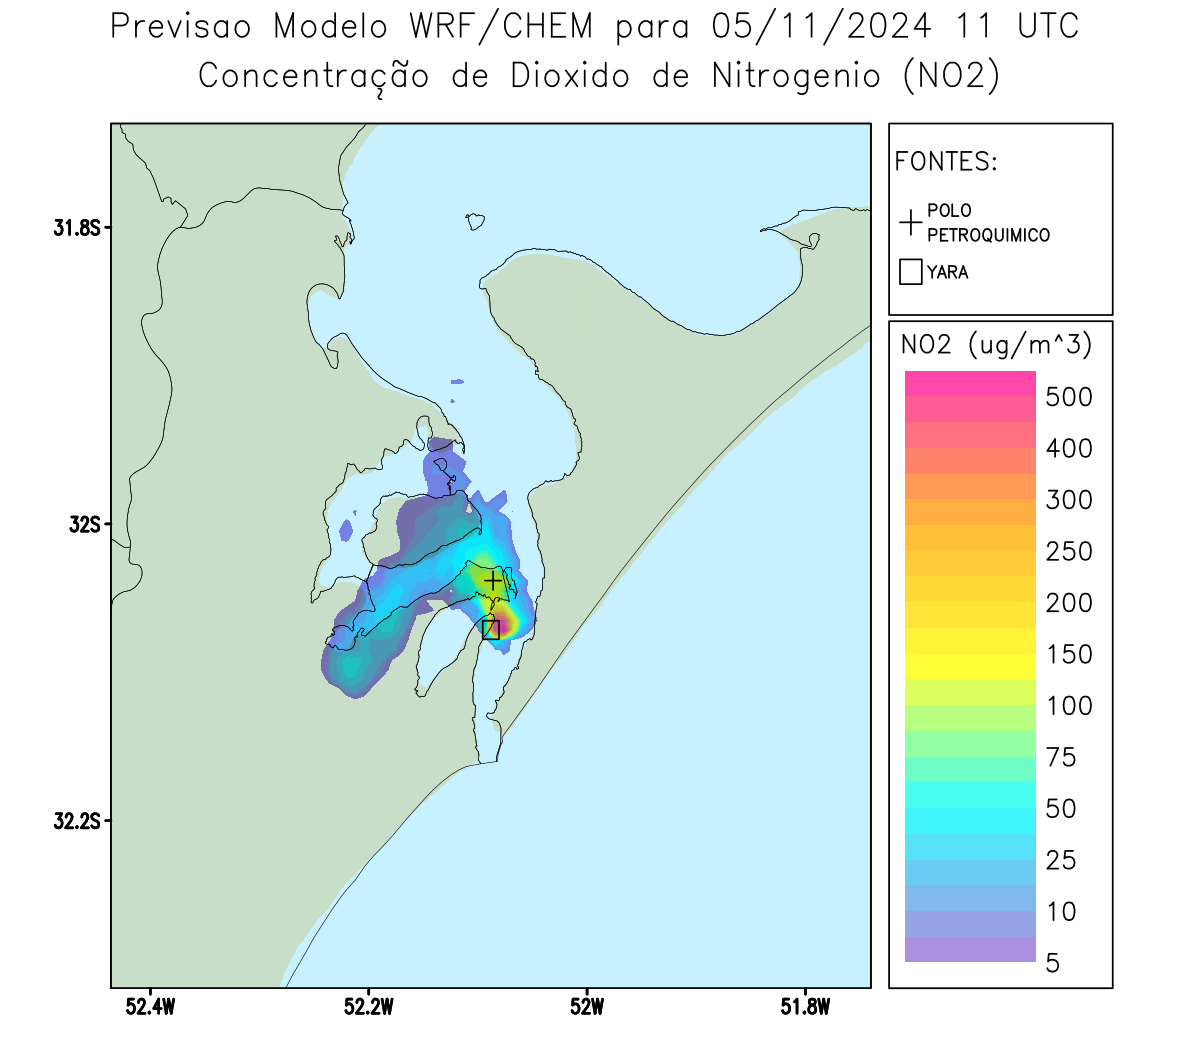 Previsao Modelo WRF/CHEM para 05/11/2024 11 UTC
Concentração de Dioxido de Nitrogenio (NO2)
FONTES:
POLO
PETROQUIMICO
YARA
NO2 (ug/m^3)
500
400
300
250
200
150
100
75
50
25
10
5
31.8S
32S
32.2S
52.4W
52.2W
52W
51.8W